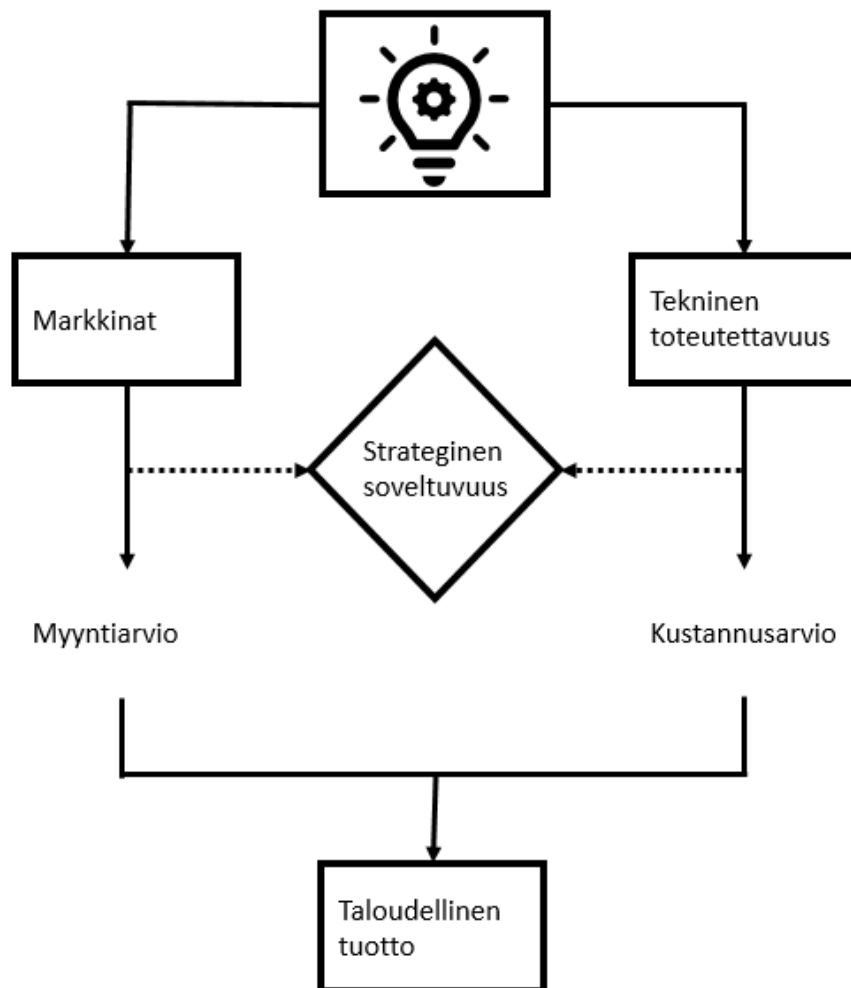 Markkinat
Tekninen
toteutettavuus
Strateginen
soveltuvuus
Myyntiarvio
Kustannusarvio
Taloudellinen
tuotto